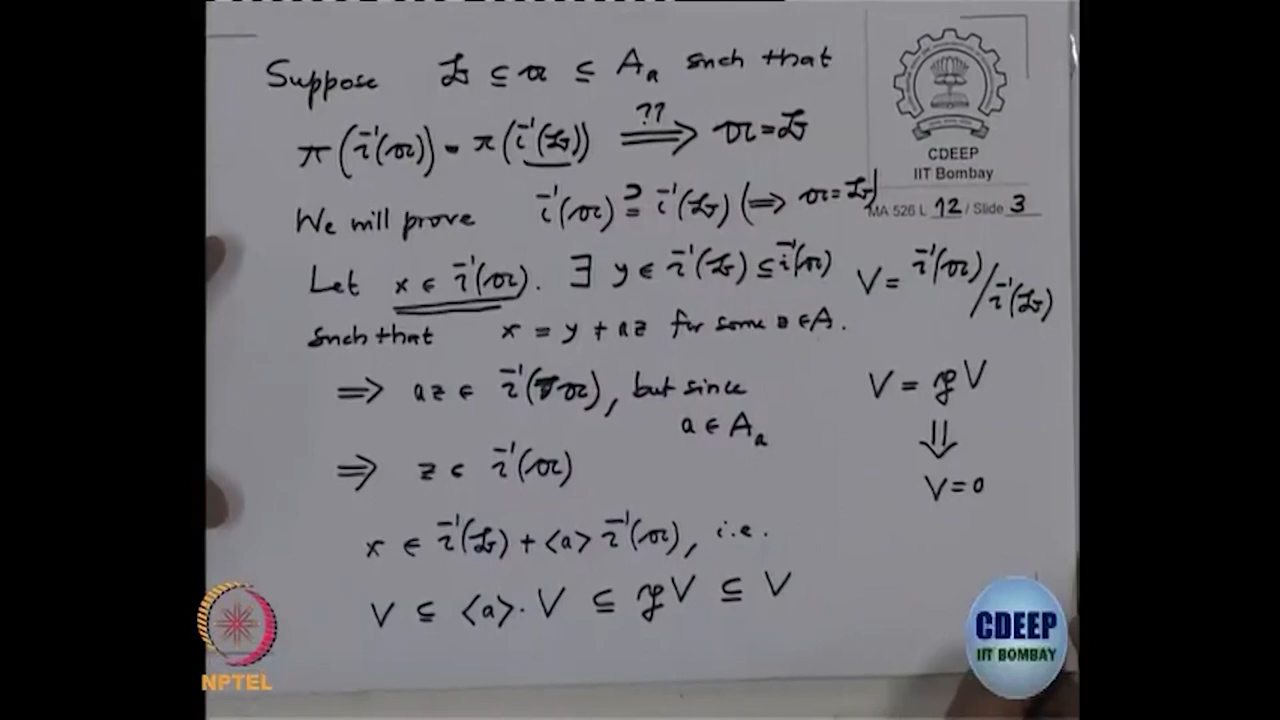 Suppose 𝔟 ⊆ 𝔞 ⊆ A_a such that
π(i⁻¹(𝔞)) = π(i⁻¹(𝔟)) ⟹ (??) 𝔞 = 𝔟
CDEEP
IIT Bombay
MA 526 L 12 / Slide 3
We will prove i⁻¹(𝔞) =? i⁻¹(𝔟) (⟹ 𝔞 = 𝔟)
Let x ∈ i⁻¹(𝔞). ∃ y ∈ i⁻¹(𝔟) ⊆ i⁻¹(𝔞)
V = i⁻¹(𝔞) / i⁻¹(𝔟)
such that x = y + az for some z ∈ A.
⟹ az ∈ i⁻¹(𝔞), but since
a ∈ A_a
V = 𝔭V
⟹ z ∈ i⁻¹(𝔞)
⇓
V = 0
x ∈ i⁻¹(𝔟) + <a> i⁻¹(𝔞), i.e.
V ⊆ <a>. V ⊆ 𝔭V ⊆ V
NPTEL
CDEEP
IIT BOMBAY